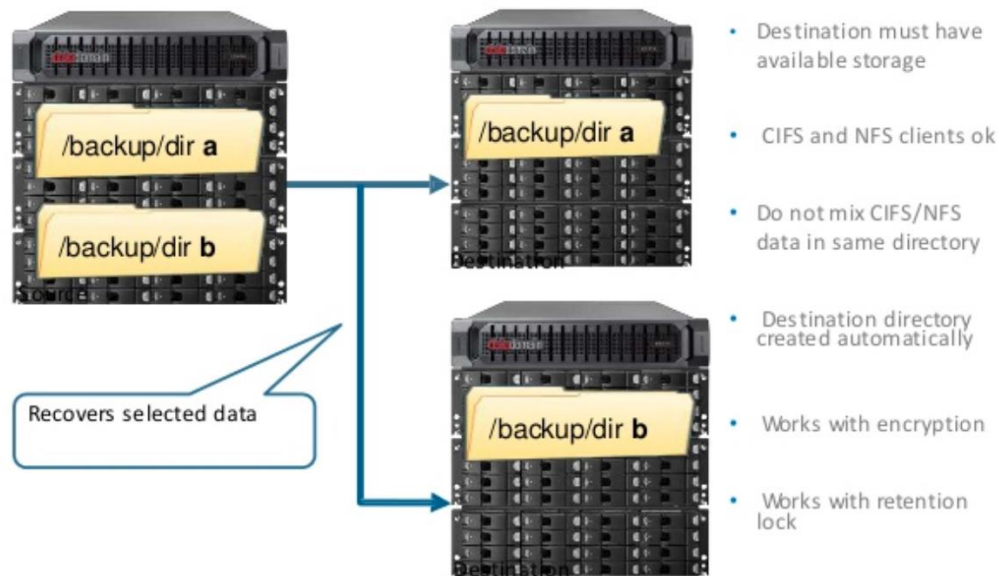 /backup/dir a
/backup/dir b
Source
Recovers selected data
/backup/dir a
Destination
/backup/dir b
Destination
• Destination must have
available storage
• CIFS and NFS clients ok
• Do not mix CIFS/NFS
data in same directory
• Destination directory
created automatically
• Works with encryption
• Works with retention
lock